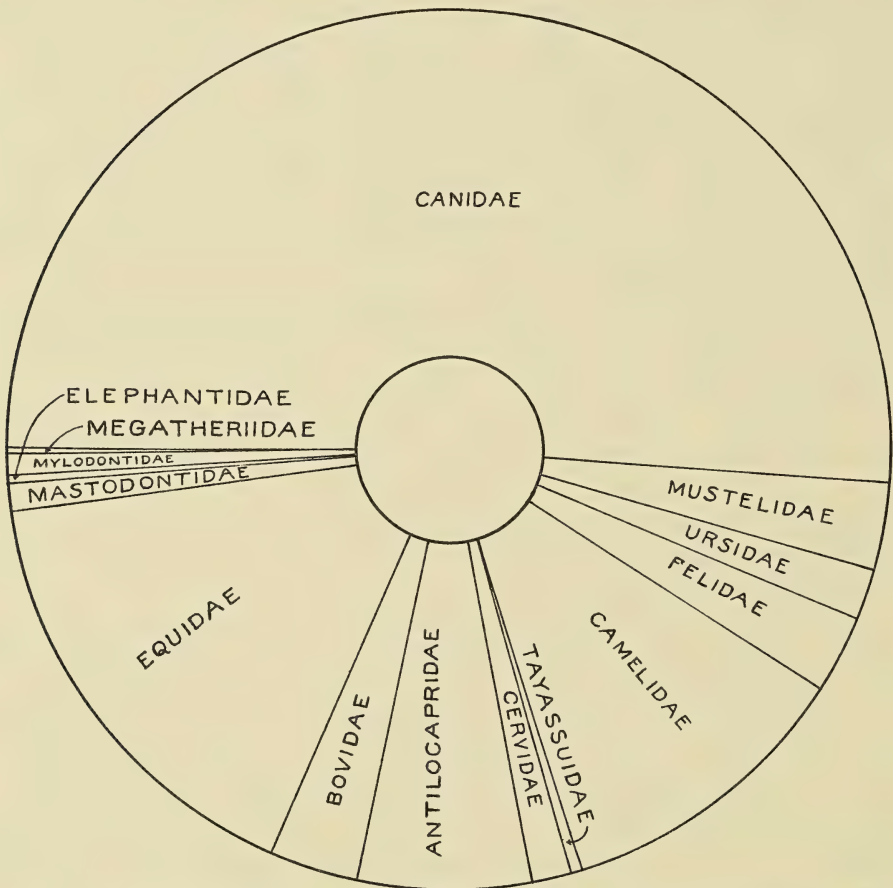 CANIDAE
ELEPHANTIDAE
MEGATHERIIDAE
MYLODONTIDAE
MASTODONTIDAE
MUSTELIDAE
URSIDAE
FELIDAE
EQUIDAE
CAMELIDAE
BOVIDAE
ANTILOCAPRIDAE
CERVIDAE
TAYASSUIDAE